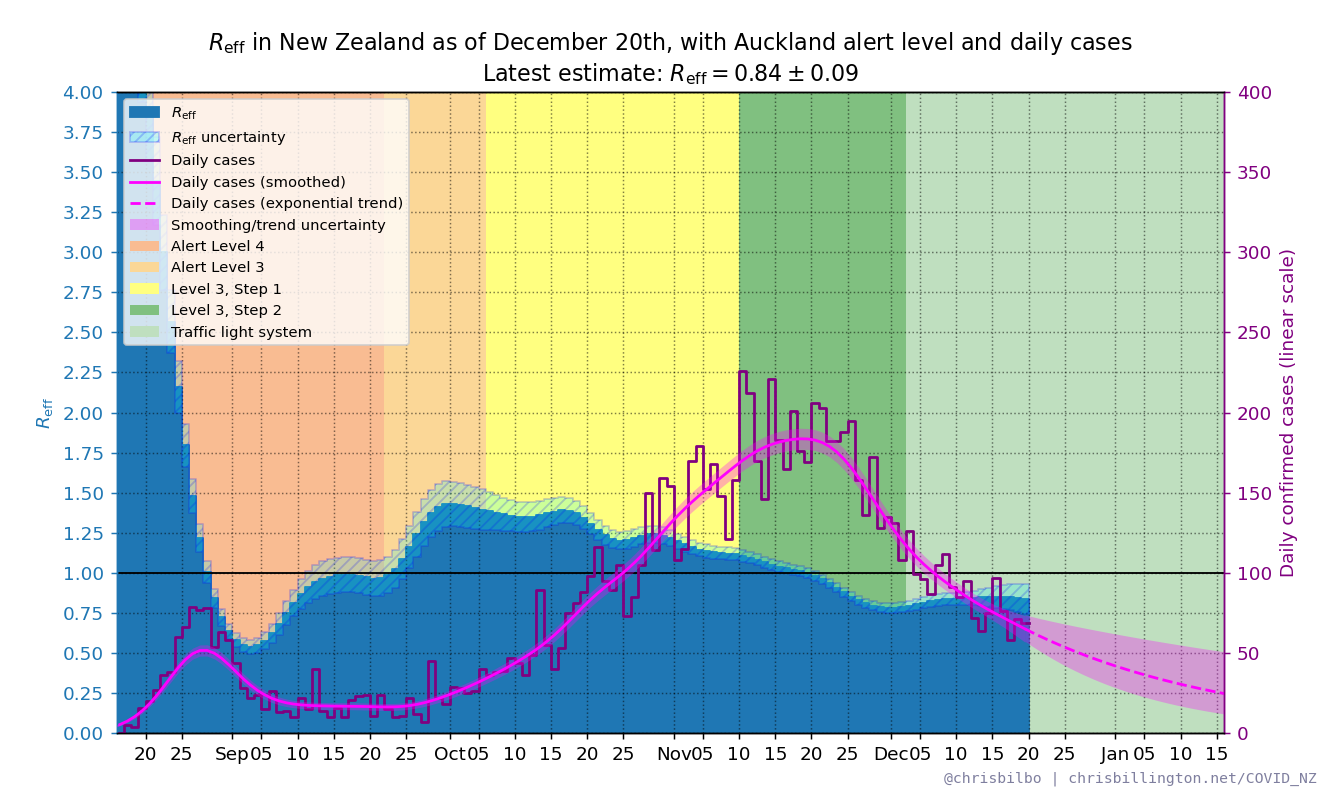 Reff in New Zealand as of December 20th, with Auckland alert level and daily cases
Latest estimate: Reff = 0.84 ± 0.09
4.00
3.75
3.50
3.25
3.00
2.75
2.50
2.25
2.00
1.75
1.50
1.25
1.00
0.75
0.50
0.25
0.00
Reff
Reff
Reff uncertainty
Daily cases
Daily cases (smoothed)
Daily cases (exponential trend)
Smoothing/trend uncertainty
Alert Level 4
Alert Level 3
Level 3, Step 1
Level 3, Step 2
Traffic light system
400
350
300
250
200
150
100
50
0
Daily confirmed cases (linear scale)
20 25 Sep 05 10 15 20 25 Oct 05 10 15 20 25 Nov 05 10 15 20 25 Dec 05 10 15 20 25 Jan 05 10 15
@chrisbilbo | chrisbillington.net/COVID_NZ